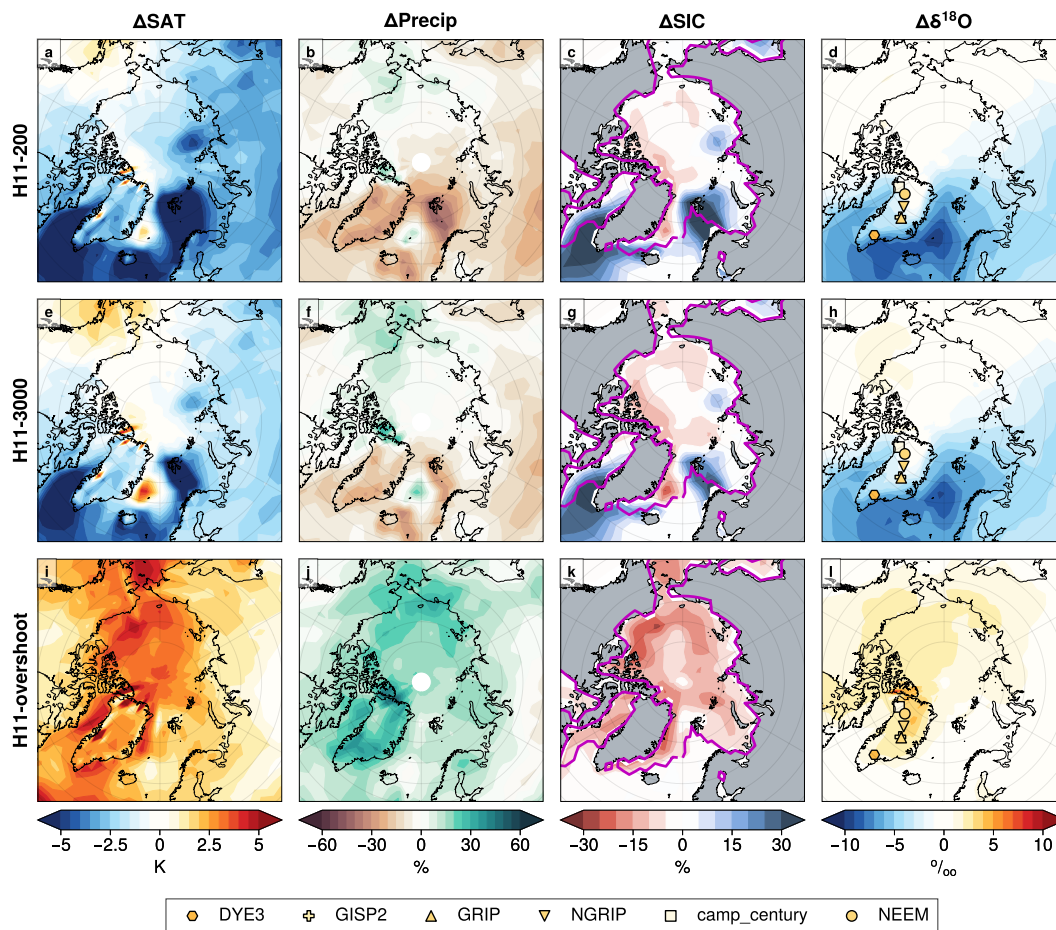 ΔSAT ΔPrecip ΔSIC Δδ¹⁸O
H11-200
a b c d
H11-3000
e f g h
H11-overshoot
i j k l
−5 −2.5 0 2.5 5
K
−60 −30 0 30 60
%
−30 −15 0 15 30
%
−10 −5 0 5 10
°/oo
DYE3 GISP2 GRIP NGRIP camp_century NEEM